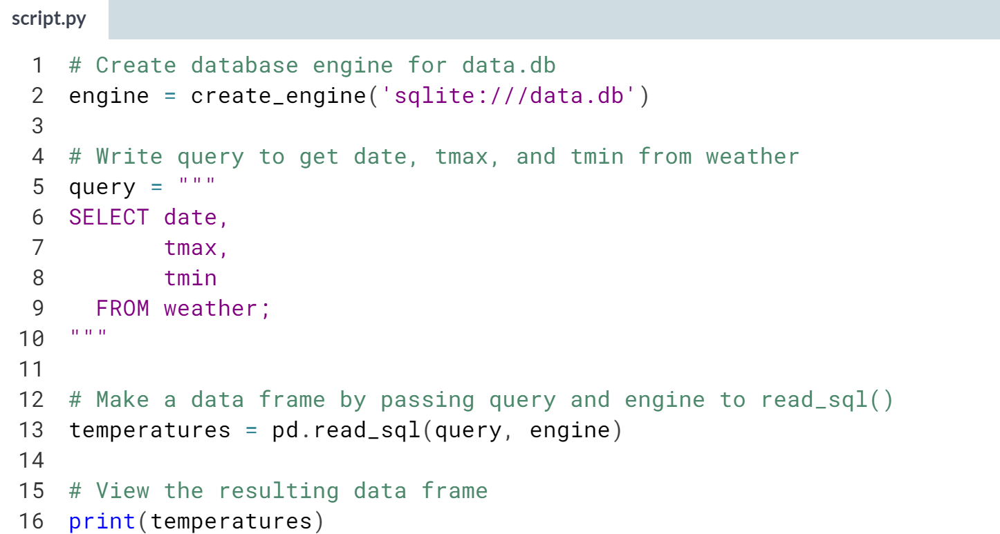 script.py
1 # Create database engine for data.db
2 engine = create_engine('sqlite:///data.db')
3
4 # Write query to get date, tmax, and tmin from weather
5 query = """
6 SELECT date,
7        tmax,
8        tmin
9   FROM weather;
10 """
11
12 # Make a data frame by passing query and engine to read_sql()
13 temperatures = pd.read_sql(query, engine)
14
15 # View the resulting data frame
16 print(temperatures)